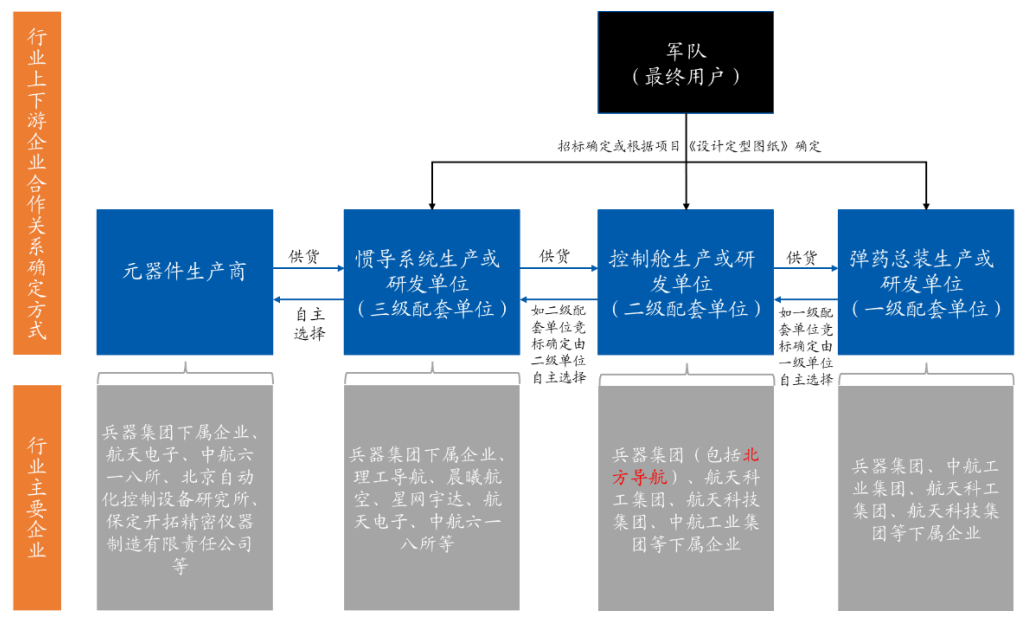 行业上下游企业合作关系确定方式
军队
（最终用户）
招标确定或根据项目《设计定型图纸》确定
元器件生产商
供货
自主
选择
惯导系统生产或
研发单位
（三级配套单位）
供货
如二级配
套单位竞
标确定由
二级单位
自主选择
控制舱生产或研
发单位
（二级配套单位）
供货
如一级配
套单位竞
标确定由
一级单位
自主选择
弹药总装生产或
研发单位
（一级配套单位）
行业主要企业
兵器集团下属企业、
航天电子、中航六
一八所、北京自动
化控制设备研究所、
保定开拓精密仪器
制造有限责任公司
等
兵器集团下属企业、
理工导航、晨曦航
空、星网宇达、航
天电子、中航六一
八所等
兵器集团（包括北
方导航）、航天科
工集团、航天科技
集团、中航工业集
团等下属企业
兵器集团、中航工
业集团、航天科工
集团、航天科技集
团等下属企业